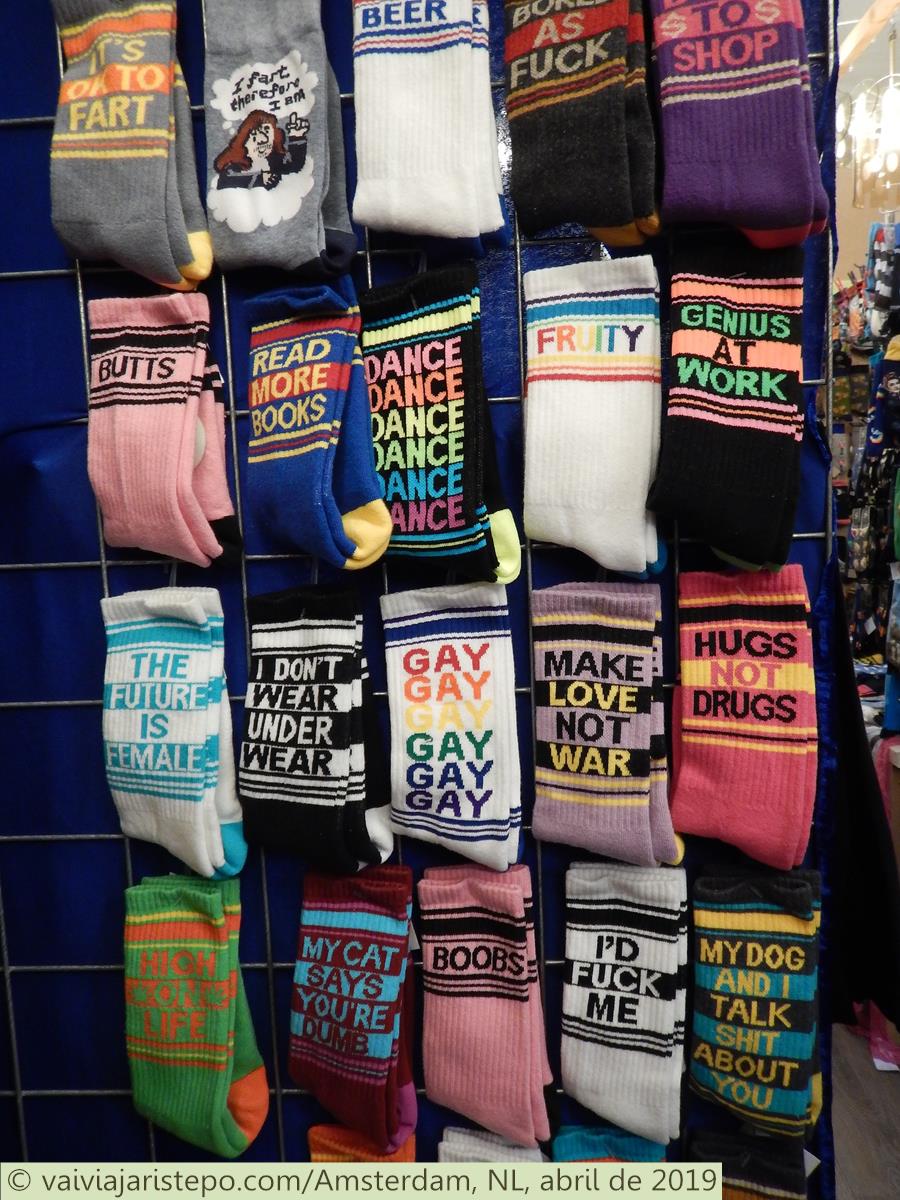 IT'S
OK TO
FART
I fart
therefore
I am
BEER
BORED
AS
FUCK
TO
SHOP
BUTTS
READ
MORE
BOOKS
DANCE
DANCE
DANCE
DANCE
DANCE
DANCE
FRUITY
GENIUS
AT
WORK
THE
FUTURE
IS
FEMALE
I DON'T
WEAR
UNDER
WEAR
GAY
GAY
GAY
GAY
GAY
GAY
MAKE
LOVE
NOT
WAR
HUGS
NOT
DRUGS
HIGH
ON
LIFE
MY CAT
SAYS
YOU'RE
DUMB
BOOBS
I'D
FUCK
ME
MY DOG
AND I
TALK
SHIT
ABOUT
YOU
© vaiviajaristepo.com/Amsterdam, NL, abril de 2019